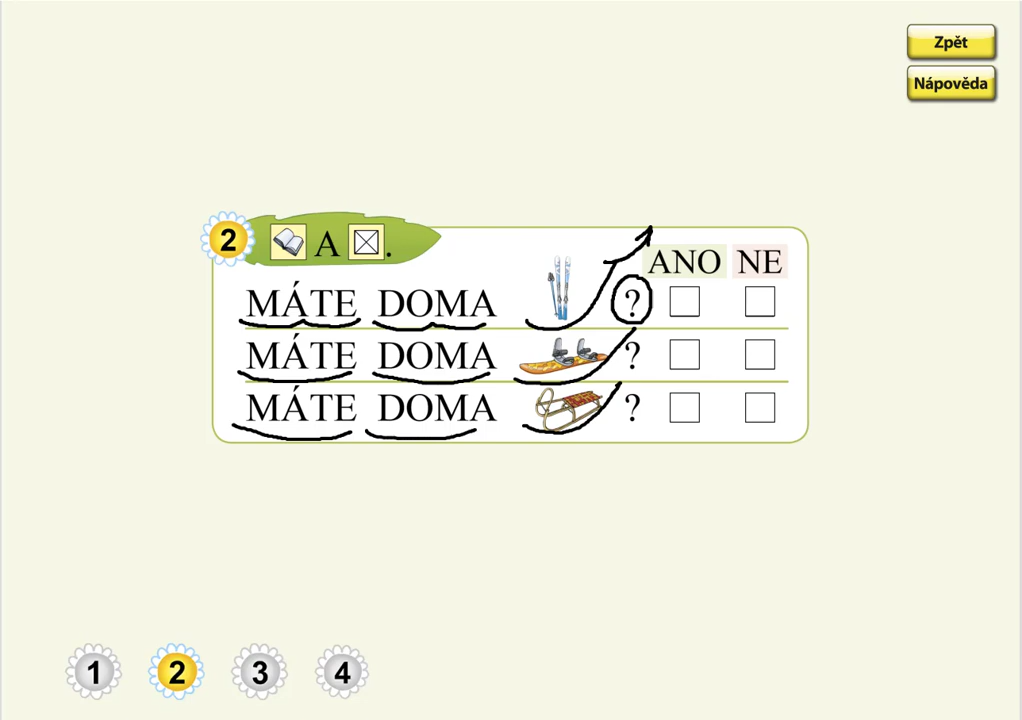 Zpět
Nápověda
2 A .
ANO NE
MÁTE DOMA ?
MÁTE DOMA ?
MÁTE DOMA ?
1 2 3 4